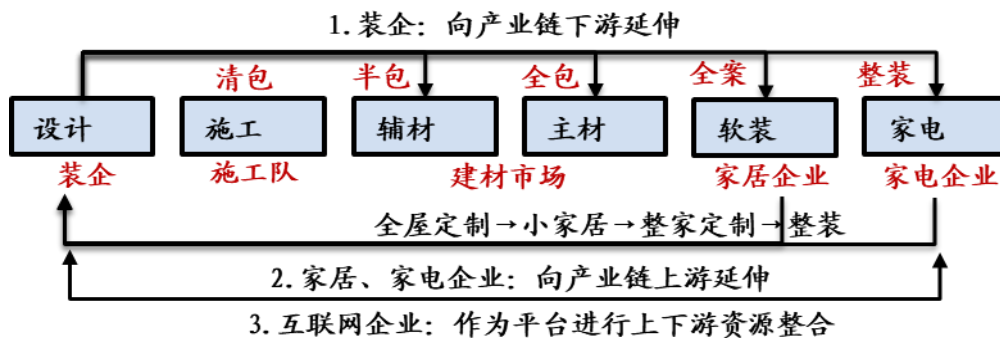 1.装企：向产业链下游延伸
清包 半包 全包 全案 整装
设计 施工 辅材 主材 软装 家电
装企 施工队 建材市场 家居企业 家电企业
全屋定制→小家居→整家定制→整装
2.家居、家电企业：向产业链上游延伸
3.互联网企业：作为平台进行上下游资源整合